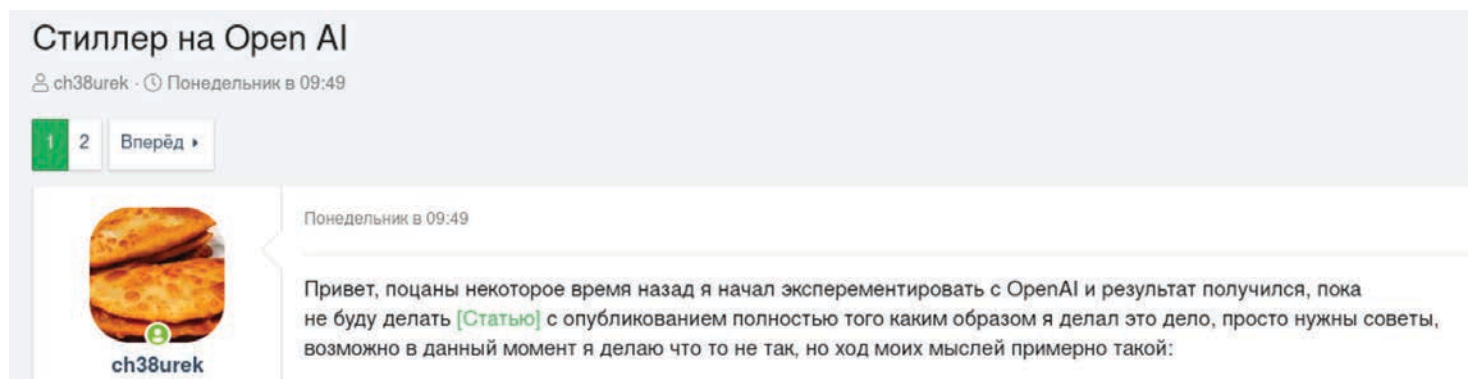 Стиллер на Open AI
ch38urek · Понедельник в 09:49
1 2 Вперёд
Понедельник в 09:49
Привет, поцаны некоторое время назад я начал эксперементировать с OpenAI и результат получился, пока
не буду делать [Статью] с опубликованием полностью того каким образом я делал это дело, просто нужны советы,
возможно в данный момент я делаю что то не так, но ход моих мыслей примерно такой:
ch38urek